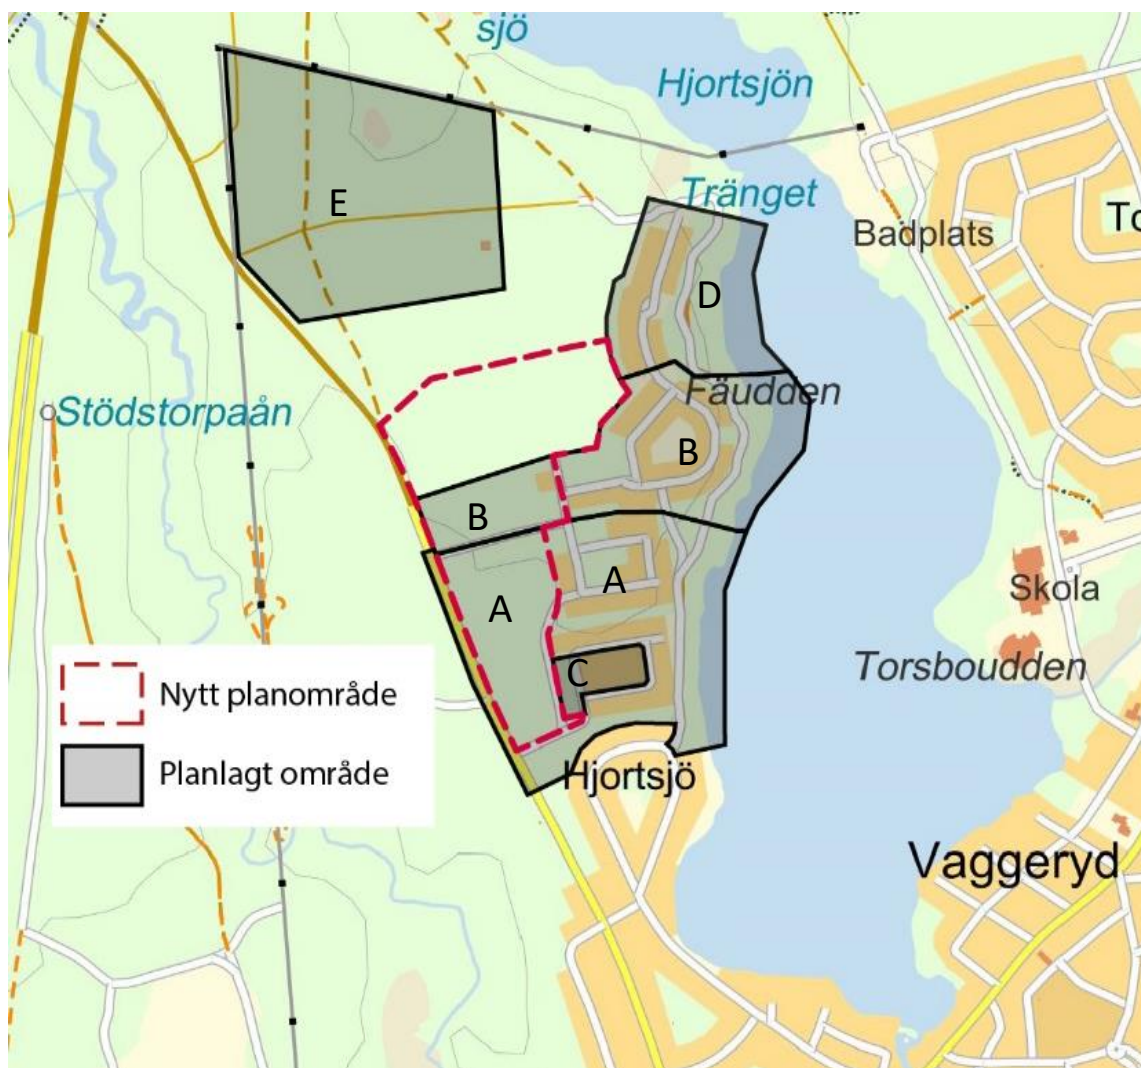 sjö
Hjortsjön
Tränget
E
Badplats
To
D
Fäudden
Stödstorpaån
B
B
A
A
Skola
C
Torsboudden
Nytt planområde
Planlagt område
Hjortsjö
Vaggeryd